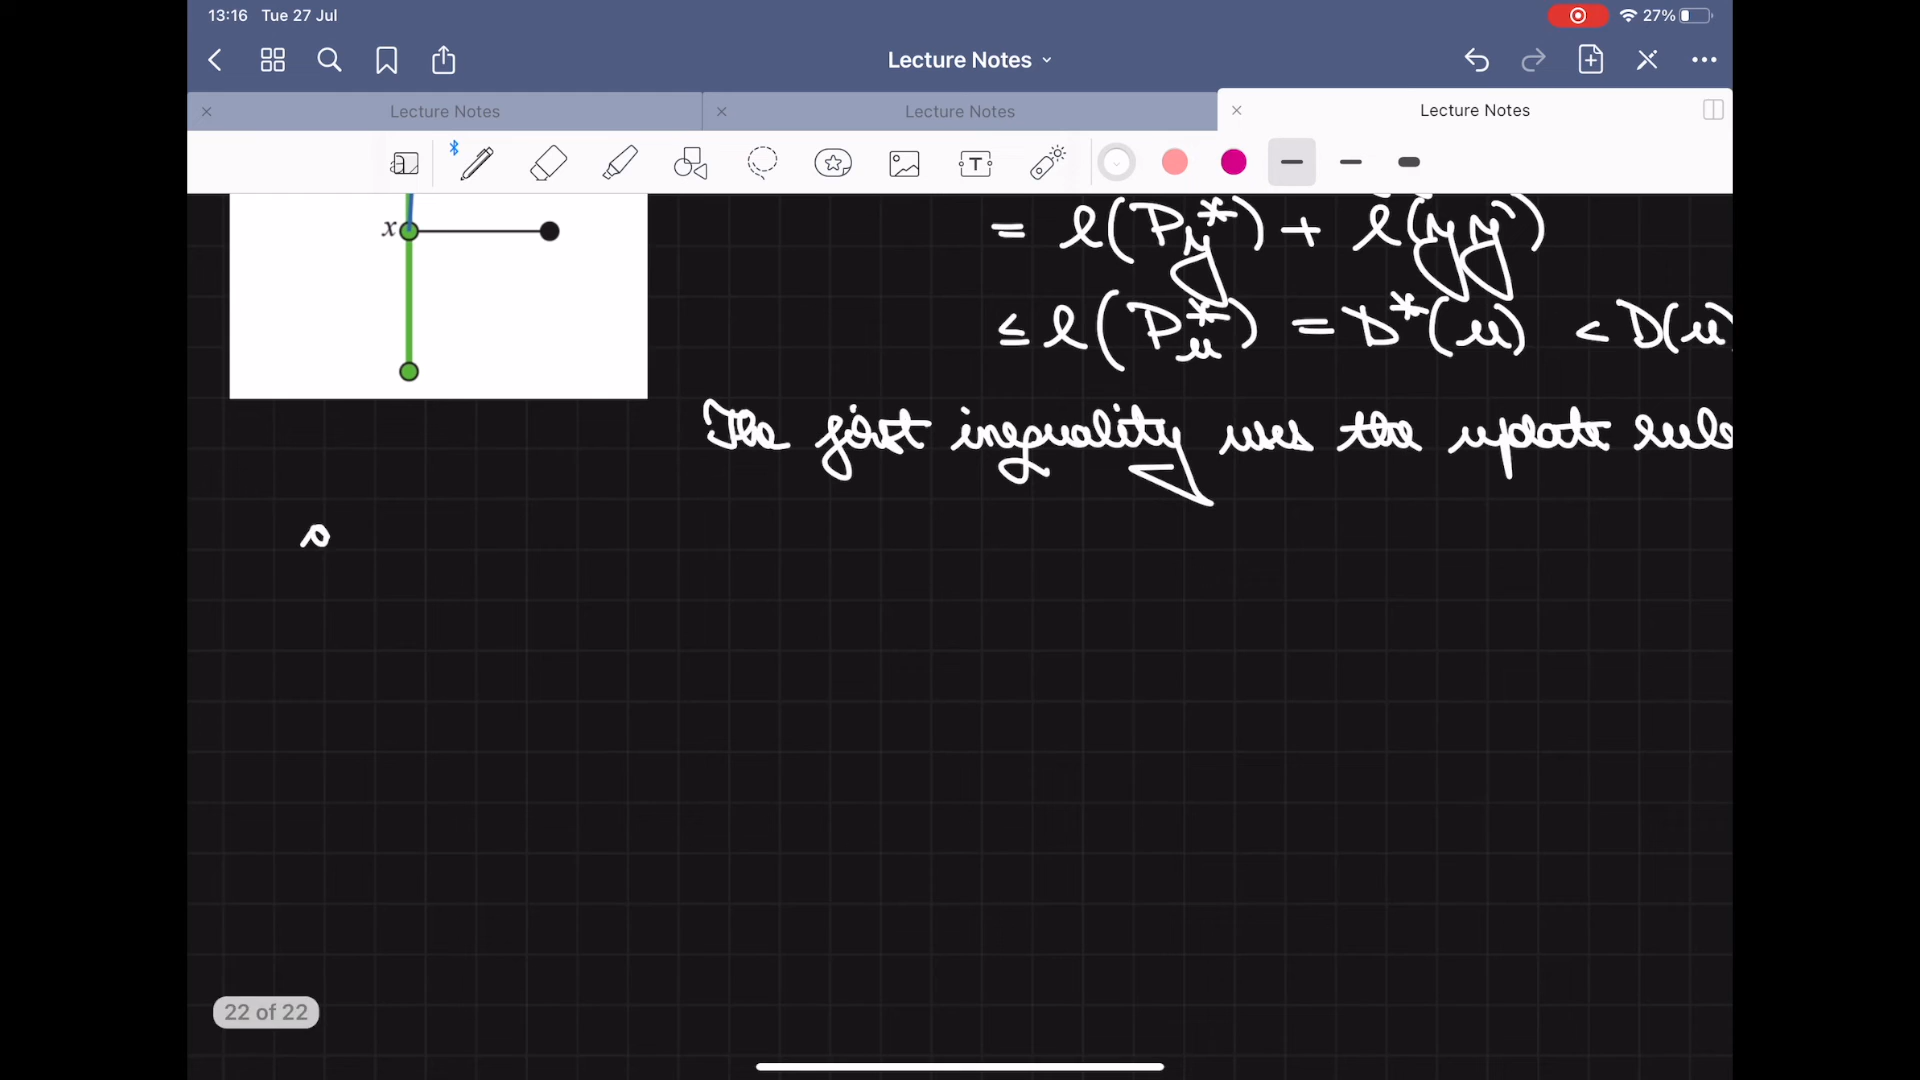 13:16 Tue 27 Jul
27%
Lecture Notes
Lecture Notes
Lecture Notes
Lecture Notes
a
T
x
= l(P*y) + l(yy')
≤ l(P*u) = D*(u) < D(u)
The first inequality uses the update rule
22 of 22